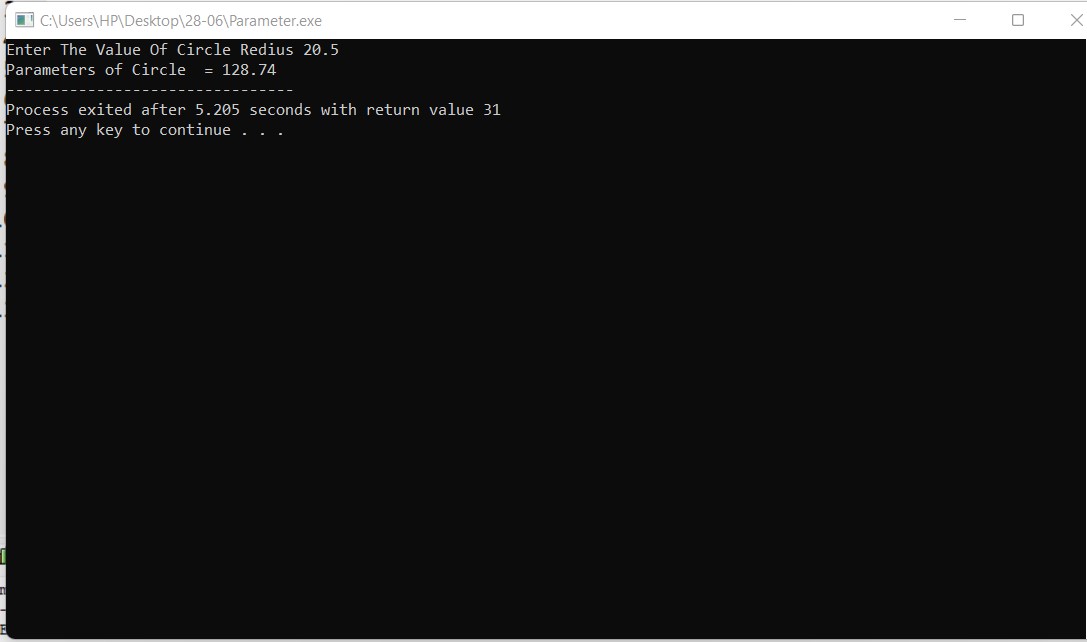 C:\Users\HP\Desktop\28-06\Parameter.exe
Enter The Value Of Circle Redius 20.5
Parameters of Circle  = 128.74
--------------------------------
Process exited after 5.205 seconds with return value 31
Press any key to continue . . .